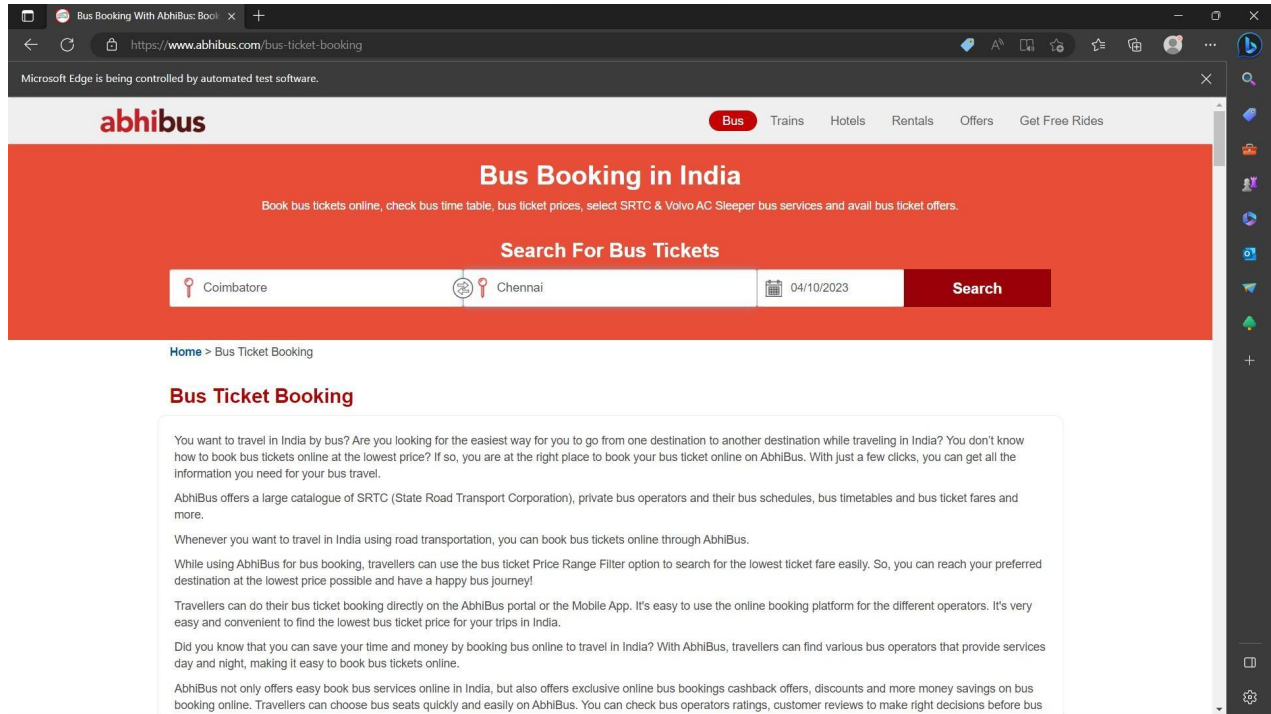 Bus Booking With AbhiBus: Book
https://www.abhibus.com/bus-ticket-booking
Microsoft Edge is being controlled by automated test software.
abhibus
Bus Trains Hotels Rentals Offers Get Free Rides
Bus Booking in India
Book bus tickets online, check bus time table, bus ticket prices, select SRTC & Volvo AC Sleeper bus services and avail bus ticket offers.
Search For Bus Tickets
Coimbatore Chennai 04/10/2023 Search
Home > Bus Ticket Booking
Bus Ticket Booking
You want to travel in India by bus? Are you looking for the easiest way for you to go from one destination to another destination while traveling in India? You don't know
how to book bus tickets online at the lowest price? If so, you are at the right place to book your bus ticket online on AbhiBus. With just a few clicks, you can get all the
information you need for your bus travel.
AbhiBus offers a large catalogue of SRTC (State Road Transport Corporation), private bus operators and their bus schedules, bus timetables and bus ticket fares and
more.
Whenever you want to travel in India using road transportation, you can book bus tickets online through AbhiBus.
While using AbhiBus for bus booking, travellers can use the bus ticket Price Range Filter option to search for the lowest ticket fare easily. So, you can reach your preferred
destination at the lowest price possible and have a happy bus journey!
Travellers can do their bus ticket booking directly on the AbhiBus portal or the Mobile App. It's easy to use the online booking platform for the different operators. It's very
easy and convenient to find the lowest bus ticket price for your trips in India.
Did you know that you can save your time and money by booking bus online to travel in India? With AbhiBus, travellers can find various bus operators that provide services
day and night, making it easy to book bus tickets online.
AbhiBus not only offers easy book bus services online in India, but also offers exclusive online bus bookings cashback offers, discounts and more money savings on bus
booking online. Travellers can choose bus seats quickly and easily on AbhiBus. You can check bus operators ratings, customer reviews to make right decisions before bus